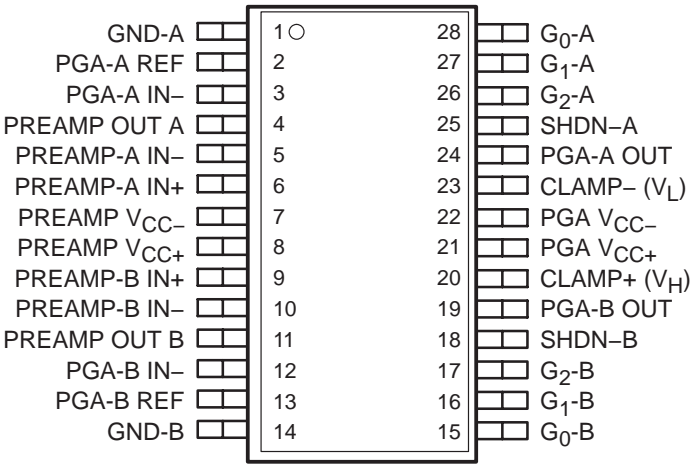 GND-A 1 28 G0-A
PGA-A REF 2 27 G1-A
PGA-A IN− 3 26 G2-A
PREAMP OUT A 4 25 SHDN−A
PREAMP-A IN− 5 24 PGA-A OUT
PREAMP-A IN+ 6 23 CLAMP− (VL)
PREAMP VCC− 7 22 PGA VCC−
PREAMP VCC+ 8 21 PGA VCC+
PREAMP-B IN+ 9 20 CLAMP+ (VH)
PREAMP-B IN− 10 19 PGA-B OUT
PREAMP OUT B 11 18 SHDN−B
PGA-B IN− 12 17 G2-B
PGA-B REF 13 16 G1-B
GND-B 14 15 G0-B